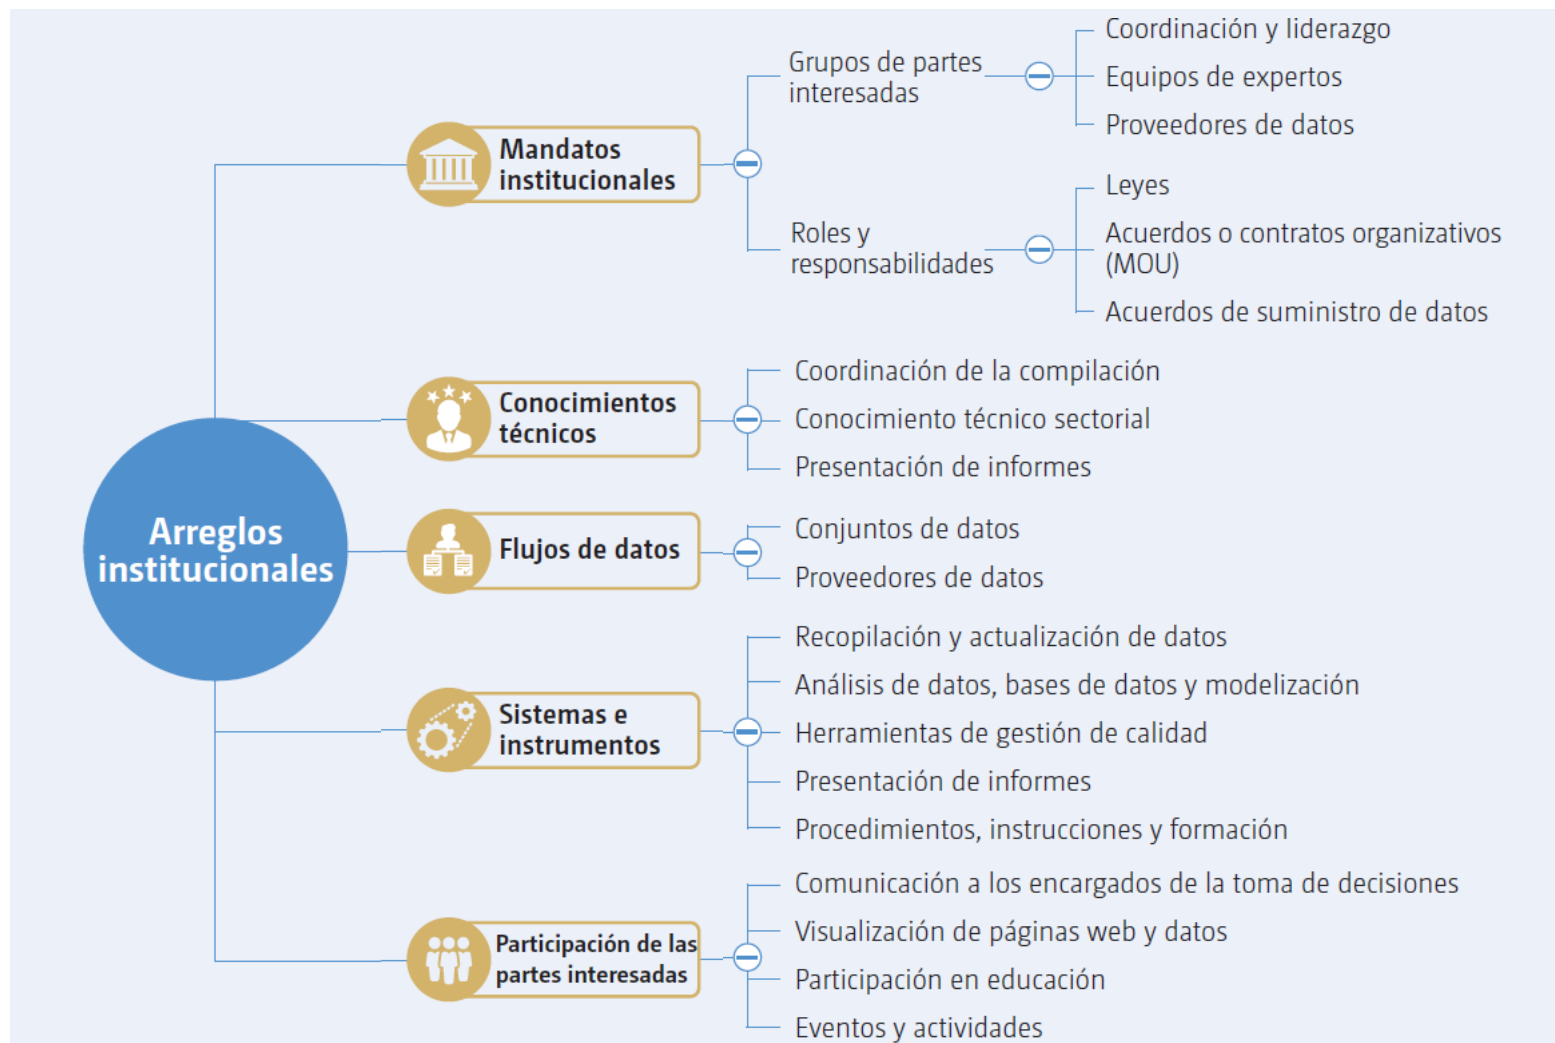 Arreglos
institucionales
Mandatos
institucionales
Grupos de partes
interesadas
Coordinación y liderazgo
Equipos de expertos
Proveedores de datos
Roles y
responsabilidades
Leyes
Acuerdos o contratos organizativos
(MOU)
Acuerdos de suministro de datos
Conocimientos
técnicos
Coordinación de la compilación
Conocimiento técnico sectorial
Presentación de informes
Flujos de datos
Conjuntos de datos
Proveedores de datos
Sistemas e
instrumentos
Recopilación y actualización de datos
Análisis de datos, bases de datos y modelización
Herramientas de gestión de calidad
Presentación de informes
Procedimientos, instrucciones y formación
Participación de las
partes interesadas
Comunicación a los encargados de la toma de decisiones
Visualización de páginas web y datos
Participación en educación
Eventos y actividades